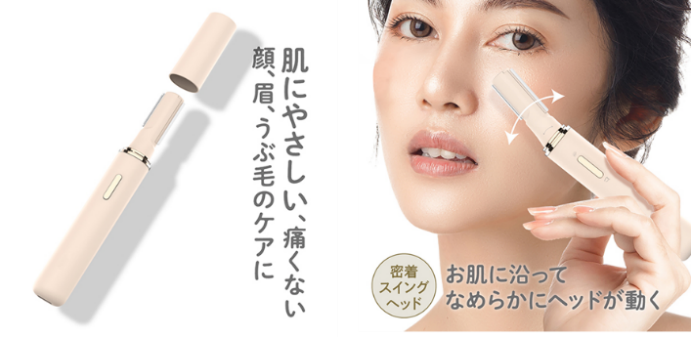 肌にやさしい、痛くない
顔、眉、うぶ毛のケアに
密着
スイング
ヘッド
お肌に沿って
なめらかにヘッドが動く